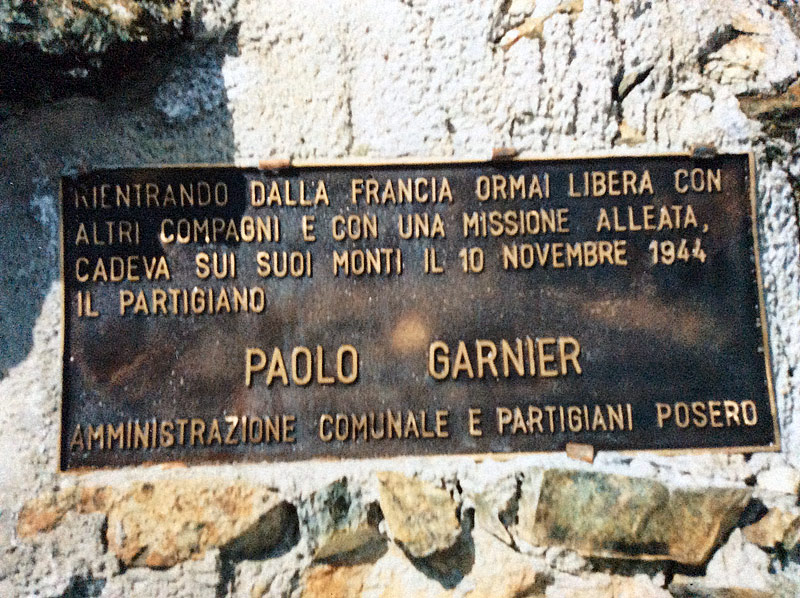 RIENTRANDO DALLA FRANCIA ORMAI LIBERA CON
ALTRI COMPAGNI E CON UNA MISSIONE ALLEATA,
CADEVA SUI SUOI MONTI IL 10 NOVEMBRE 1944
IL PARTIGIANO
PAOLO GARNIER
AMMINISTRAZIONE COMUNALE E PARTIGIANI POSERO